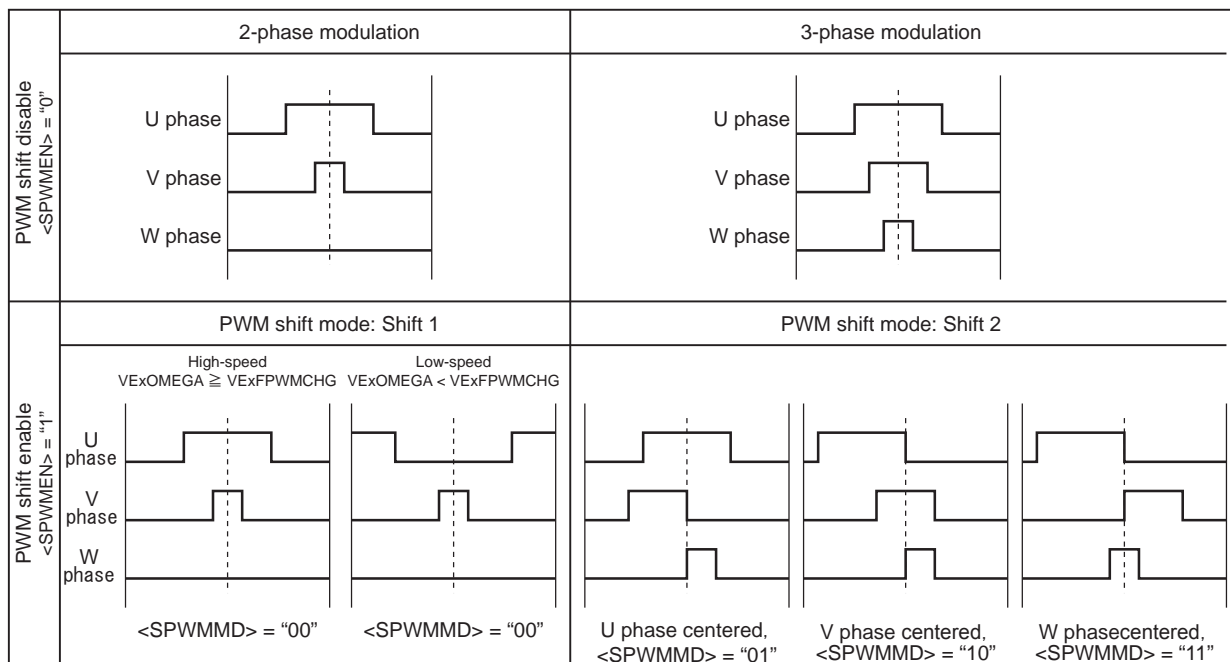 2-phase modulation
3-phase modulation
PWM shift disable
<SPWMEN> = “0”
U phase
V phase
W phase
U phase
V phase
W phase
PWM shift mode: Shift 1
PWM shift mode: Shift 2
PWM shift enable
<SPWMEN> = “1”
High-speed
VExOMEGA ≧ VExFPWMCHG
Low-speed
VExOMEGA < VExFPWMCHG
U
phase
V
phase
W
phase
<SPWMMD> = “00”
<SPWMMD> = “00”
U phase centered,
<SPWMMD> = “01”
V phase centered,
<SPWMMD> = “10”
W phasecentered,
<SPWMMD> = “11”